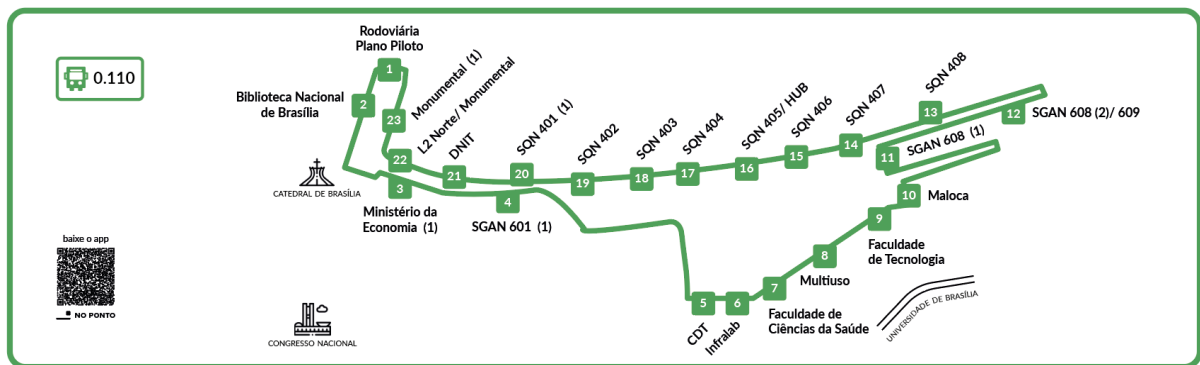 0.110
Rodoviária
Plano Piloto
1
Biblioteca Nacional
de Brasília
2
Monumental (1)
23
L2 Norte/ Monumental
22
DNIT
21
SQN 401 (1)
20
SQN 402
19
SQN 403
18
SQN 404
17
SQN 405/ HUB
16
SQN 406
15
SQN 407
14
SQN 408
13
SGAN 608 (2)/ 609
12
SGAN 608 (1)
11
Maloca
10
Faculdade
de Tecnologia
9
Multiuso
8
Faculdade de
Ciências da Saúde
7
Infralab
6
CDT
5
SGAN 601 (1)
4
Ministério da
Economia (1)
3
CATEDRAL DE BRASÍLIA
CONGRESSO NACIONAL
UNIVERSIDADE DE BRASÍLIA
baixe o app
NO PONTO